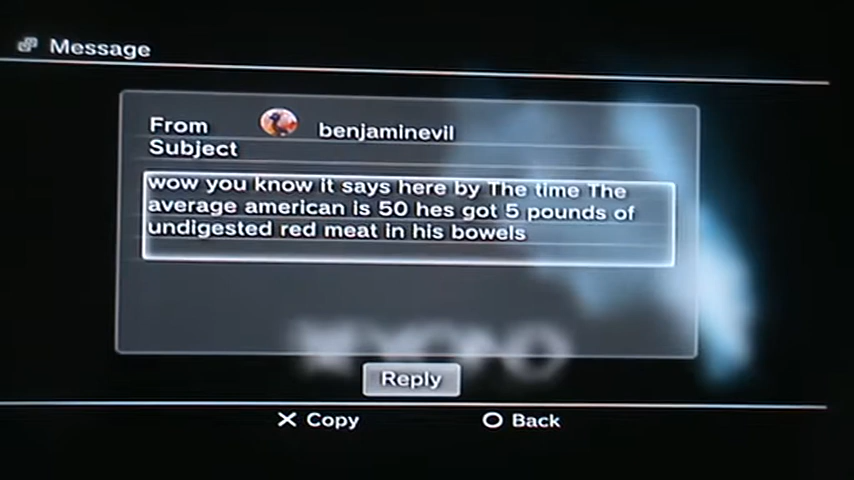 Message
From benjaminevil
Subject
wow you know it says here by The time The
average american is 50 hes got 5 pounds of
undigested red meat in his bowels
BEYOND
Reply
Copy
Back